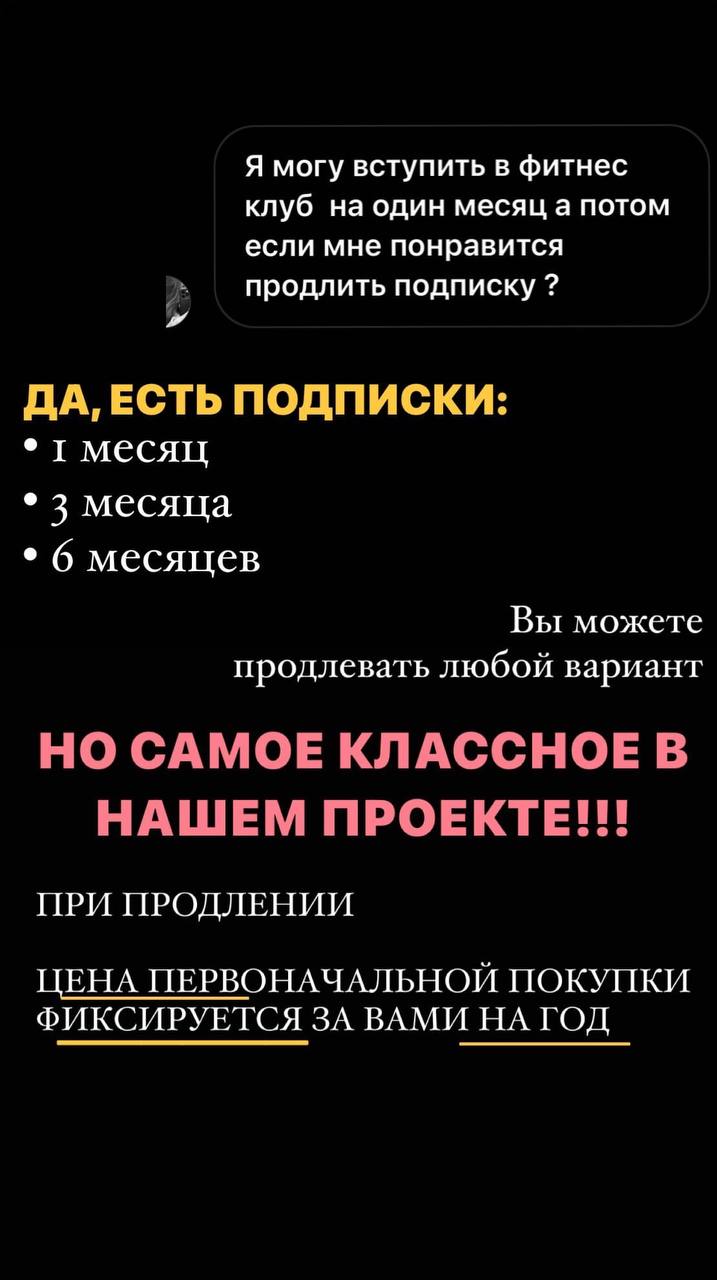 Я могу вступить в фитнес
клуб на один месяц а потом
если мне понравится
продлить подписку ?
ДА, ЕСТЬ ПОДПИСКИ:
• 1 месяц
• 3 месяца
• 6 месяцев
Вы можете
продлевать любой вариант
НО САМОЕ КЛАССНОЕ В
НАШЕМ ПРОЕКТЕ!!!
ПРИ ПРОДЛЕНИИ
ЦЕНА ПЕРВОНАЧАЛЬНОЙ ПОКУПКИ
ФИКСИРУЕТСЯ ЗА ВАМИ НА ГОД